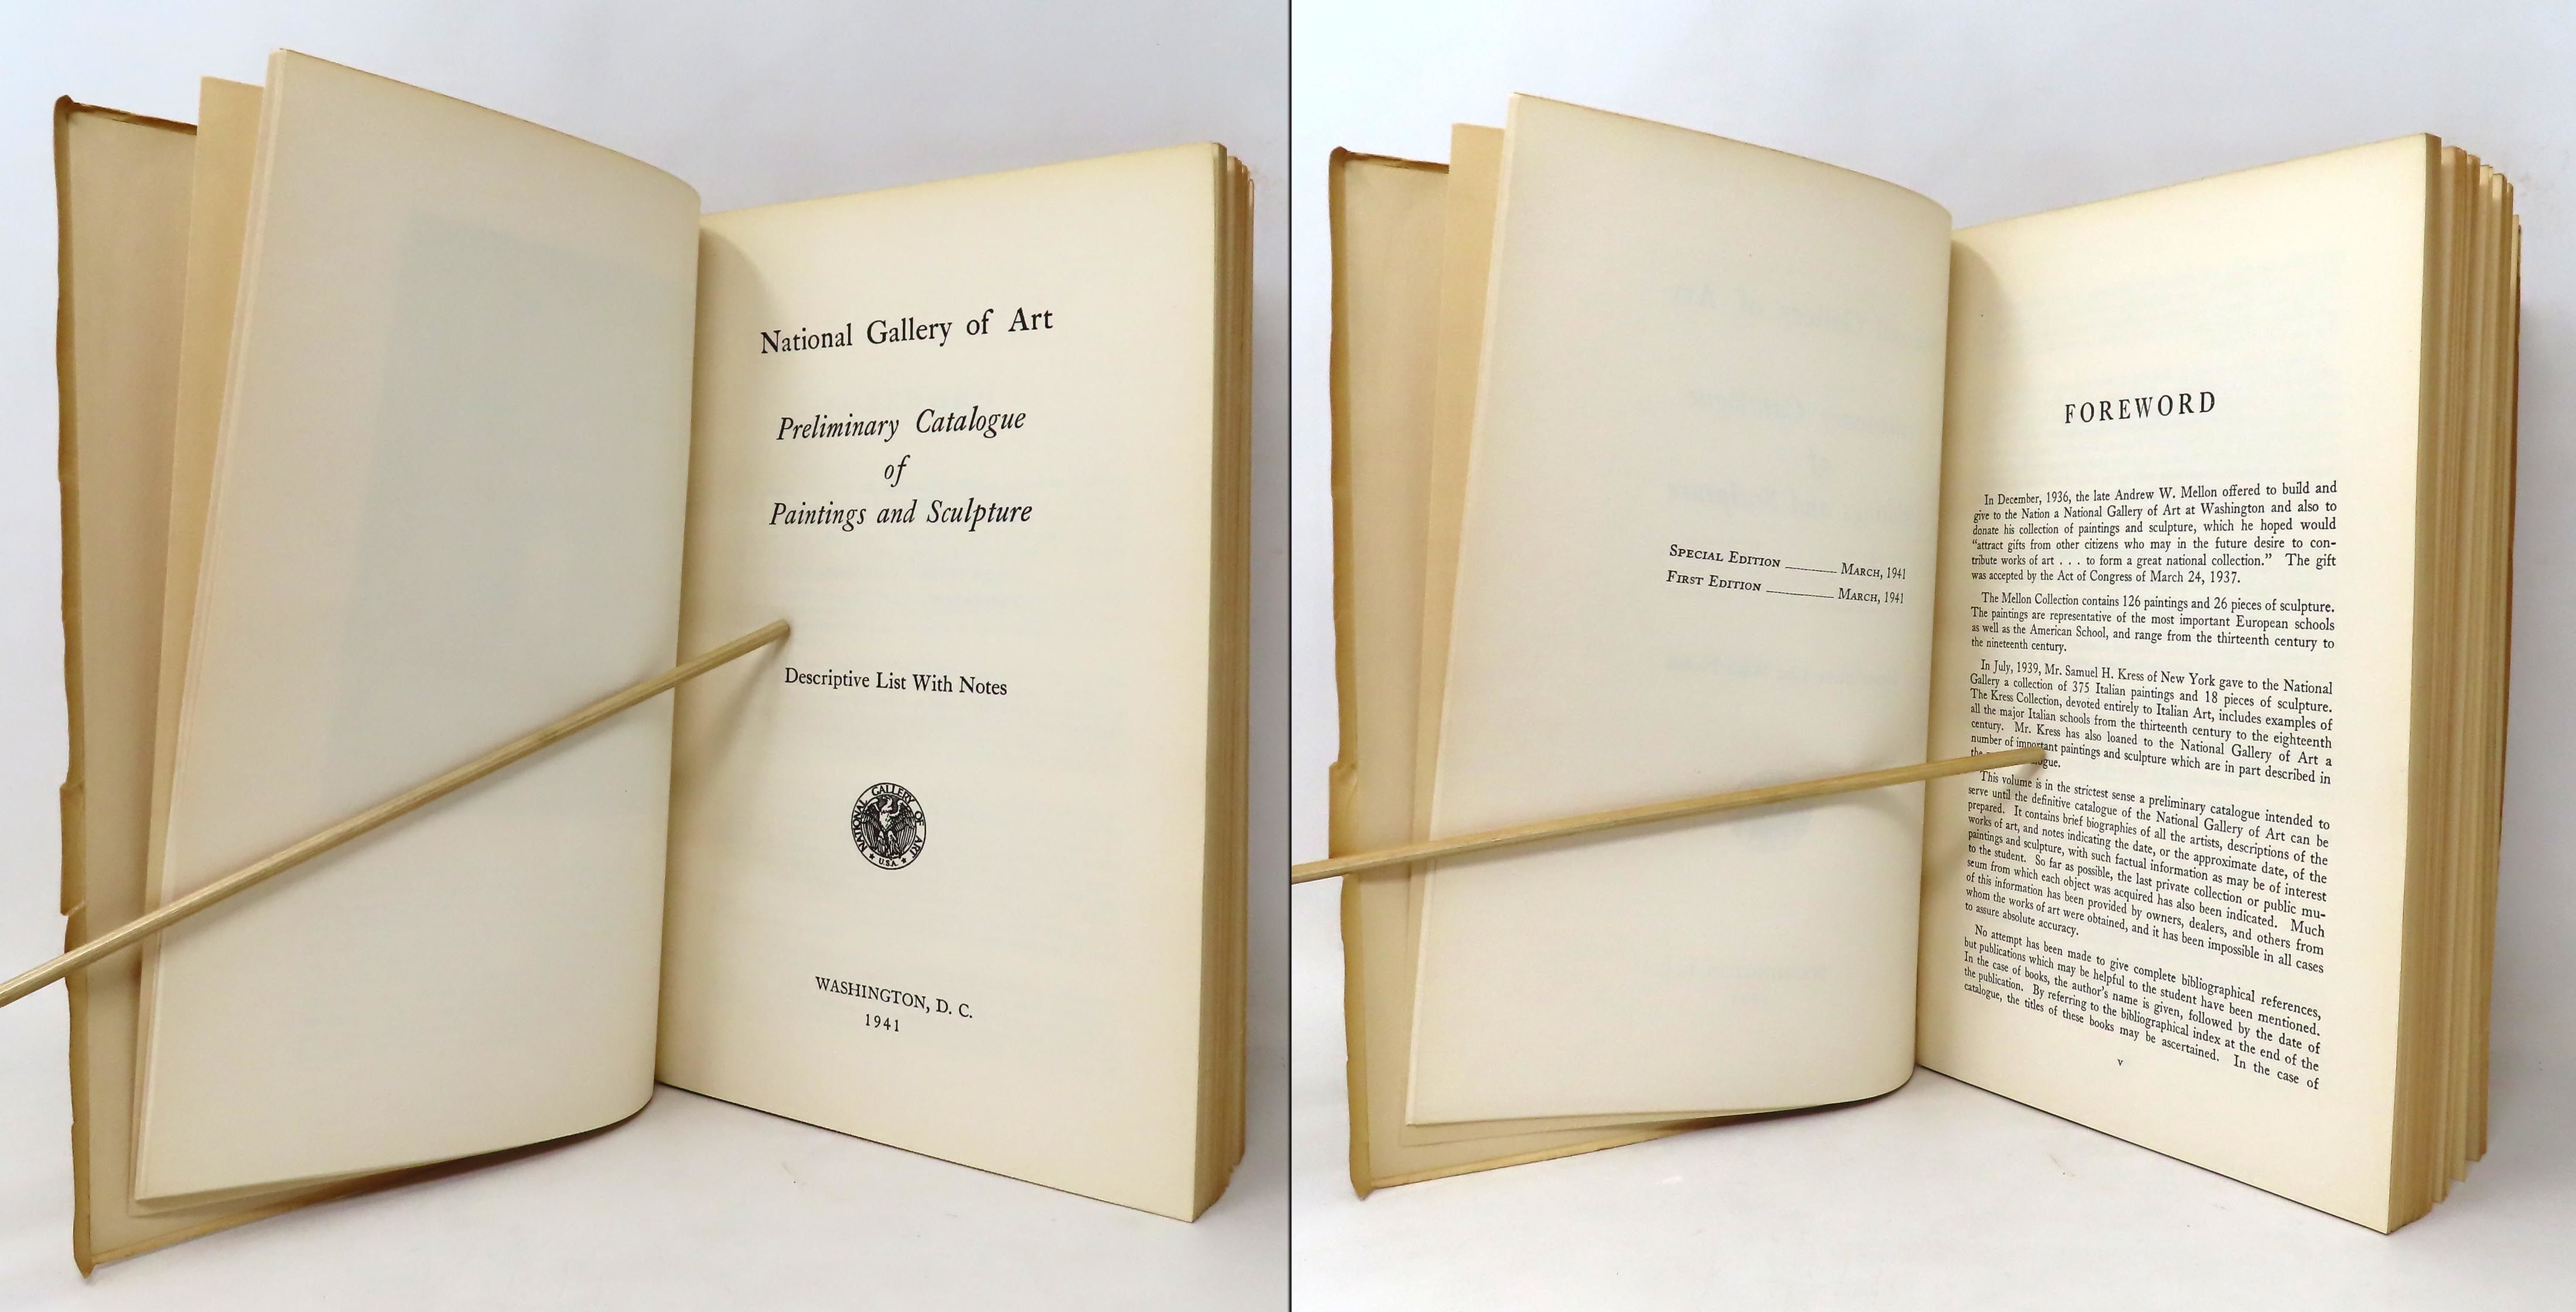 National Gallery of Art
Preliminary Catalogue
of
Paintings and Sculpture
Descriptive List With Notes
NATIONAL GALLERY OF ART
U.S.A.
WASHINGTON, D. C.
1941
SPECIAL EDITION ________ MARCH, 1941
FIRST EDITION __________ MARCH, 1941
FOREWORD
In December, 1936, the late Andrew W. Mellon offered to build and
give to the Nation a National Gallery of Art at Washington and also to
donate his collection of paintings and sculpture, which he hoped would
“attract gifts from other citizens who may in the future desire to con-
tribute works of art . . . to form a great national collection.” The gift
was accepted by the Act of Congress of March 24, 1937.
The Mellon Collection contains 126 paintings and 26 pieces of sculpture.
The paintings are representative of the most important European schools
as well as the American School, and range from the thirteenth century to
the nineteenth century.
In July, 1939, Mr. Samuel H. Kress of New York gave to the National
Gallery a collection of 375 Italian paintings and 18 pieces of sculpture.
The Kress Collection, devoted entirely to Italian Art, includes examples of
all the major Italian schools from the thirteenth century to the eighteenth
century. Mr. Kress has also loaned to the National Gallery of Art a
number of important paintings and sculpture which are in part described in
the
This volume is in the strictest sense a preliminary catalogue intended to
serve until the definitive catalogue of the National Gallery of Art can be
prepared. It contains brief biographies of all the artists, descriptions of the
works of art, and notes indicating the date, or the approximate date, of the
paintings and sculpture, with such factual information as may be of interest
to the student. So far as possible, the last private collection or public mu-
seum from which each object was acquired has also been indicated. Much
of this information has been provided by owners, dealers, and others from
whom the works of art were obtained, and it has been impossible in all cases
to assure absolute accuracy.
No attempt has been made to give complete bibliographical references,
but publications which may be helpful to the student have been mentioned.
In the case of books, the author’s name is given, followed by the date of
the publication. By referring to the bibliographical index at the end of the
catalogue, the titles of these books may be ascertained. In the case of
v